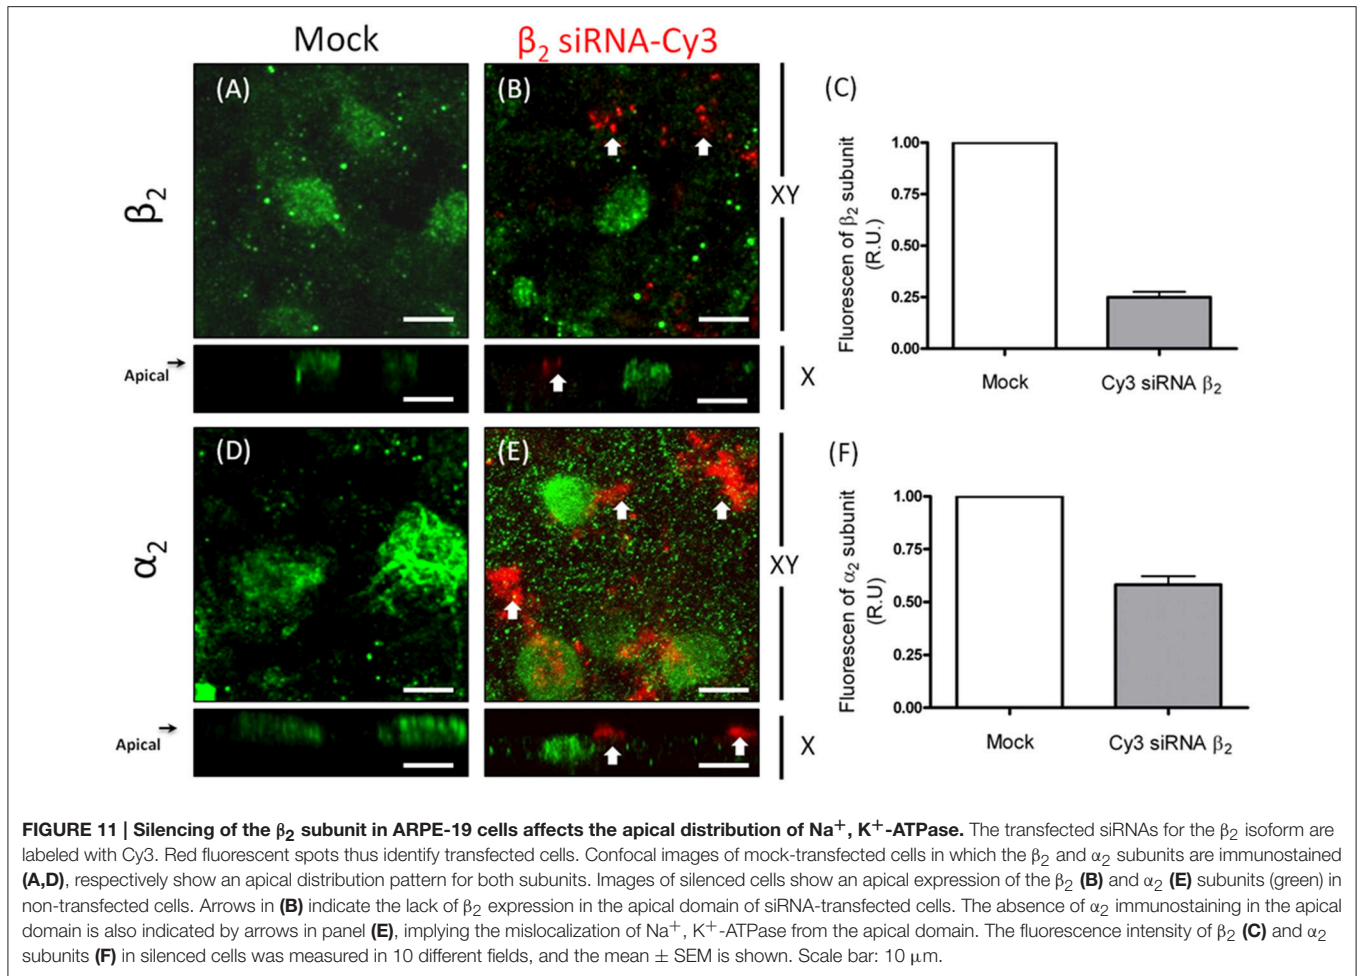 Mock
β2 siRNA-Cy3
(A)
(B)
(C)
β2
XY
Apical
X
Fluorescen of β2 subunit
(R.U.)
1.00
0.75
0.50
0.25
0.00
Mock
Cy3 siRNA β2
(D)
(E)
(F)
α2
XY
Apical
X
Fluorescen of α2 subunit
(R.U)
1.00
0.75
0.50
0.25
0.00
Mock
Cy3 siRNA β2
FIGURE 11 | Silencing of the β2 subunit in ARPE-19 cells affects the apical distribution of Na+, K+-ATPase. The transfected siRNAs for the β2 isoform are
labeled with Cy3. Red fluorescent spots thus identify transfected cells. Confocal images of mock-transfected cells in which the β2 and α2 subunits are immunostained
(A,D), respectively show an apical distribution pattern for both subunits. Images of silenced cells show an apical expression of the β2 (B) and α2 (E) subunits (green) in
non-transfected cells. Arrows in (B) indicate the lack of β2 expression in the apical domain of siRNA-transfected cells. The absence of α2 immunostaining in the apical
domain is also indicated by arrows in panel (E), implying the mislocalization of Na+, K+-ATPase from the apical domain. The fluorescence intensity of β2 (C) and α2
subunits (F) in silenced cells was measured in 10 different fields, and the mean ± SEM is shown. Scale bar: 10 μm.